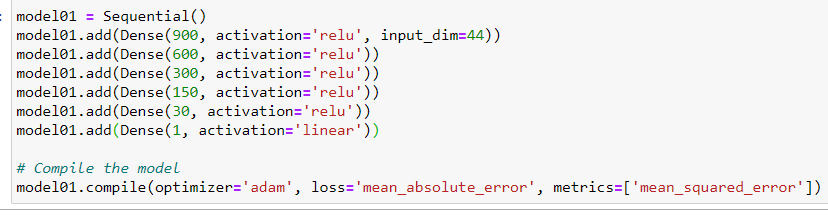 model01 = Sequential()
model01.add(Dense(900, activation='relu', input_dim=44))
model01.add(Dense(600, activation='relu'))
model01.add(Dense(300, activation='relu'))
model01.add(Dense(150, activation='relu'))
model01.add(Dense(30, activation='relu'))
model01.add(Dense(1, activation='linear'))
# Compile the model
model01.compile(optimizer='adam', loss='mean_absolute_error', metrics=['mean_squared_error'])